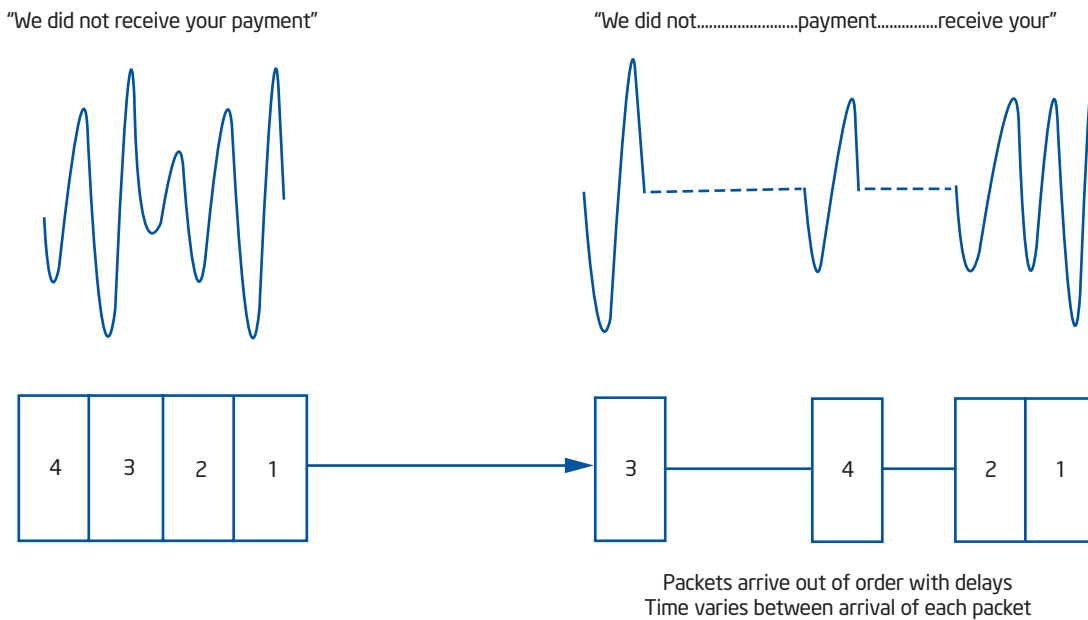 “We did not receive your payment”
“We did not.........................payment...............receive your”
4 3 2 1
3 4 2 1
Packets arrive out of order with delays
Time varies between arrival of each packet